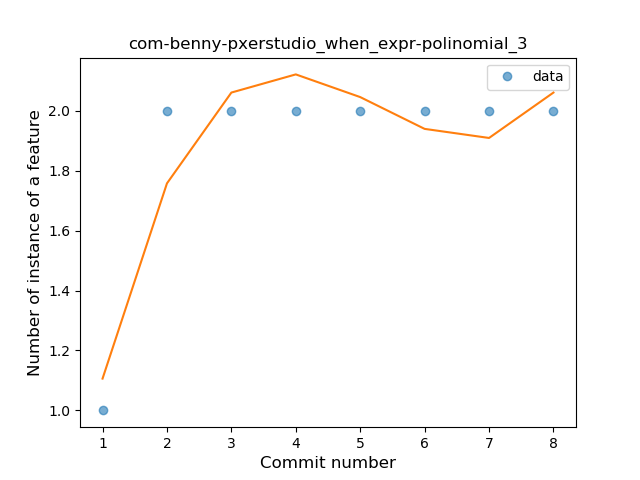 com-benny-pxerstudio_when_expr-polinomial_3
data
Number of instance of a feature
2.0
1.8
1.6
1.4
1.2
1.0
1 2 3 4 5 6 7 8
Commit number